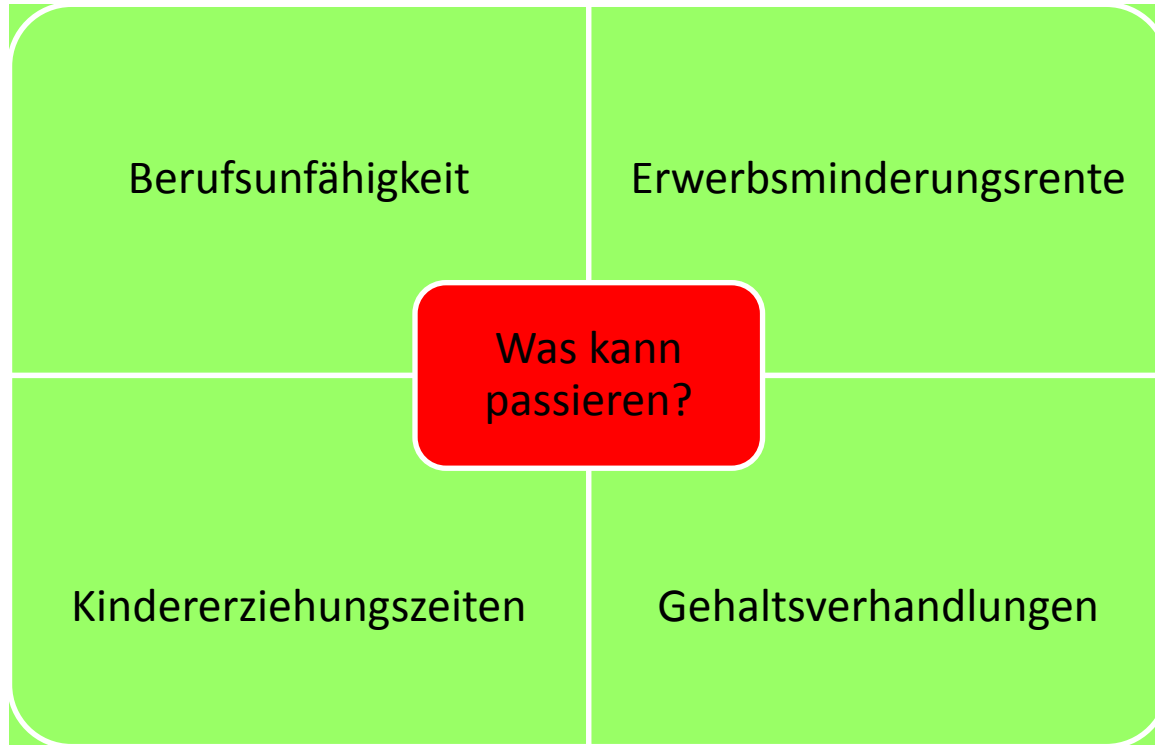 Berufsunfähigkeit
Erwerbsminderungsrente
Was kann
passieren?
Kindererziehungszeiten
Gehaltsverhandlungen